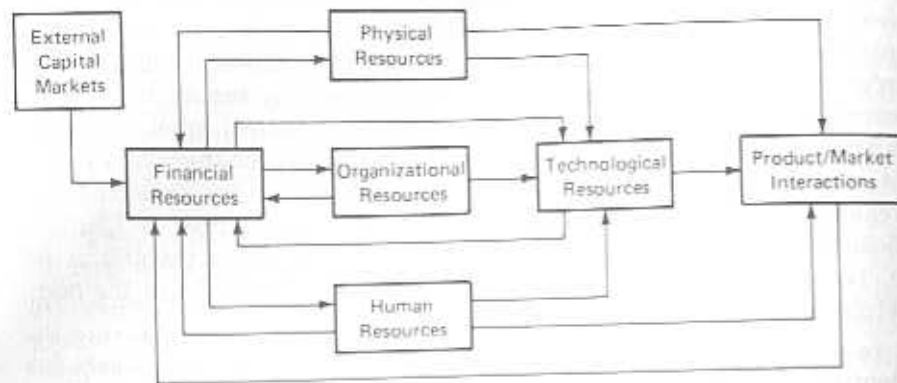 External
Capital
Markets
Physical
Resources
Financial
Resources
Organizational
Resources
Technological
Resources
Product/Market
Interactions
Human
Resources